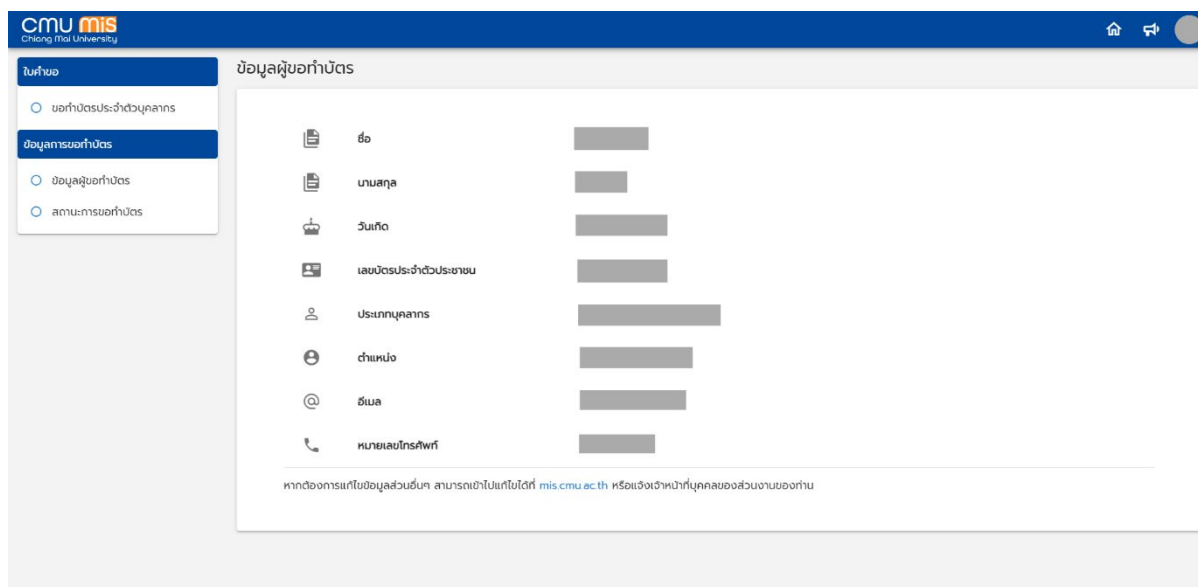 CMU mis
Chiang Mai University
ใบคำขอ
ขอทำบัตรประจำตัวบุคลากร
ข้อมูลการขอทำบัตร
ข้อมูลผู้ขอทำบัตร
สถานะการขอทำบัตร
ข้อมูลผู้ขอทำบัตร
ชื่อ
นามสกุล
วันเกิด
เลขบัตรประจำตัวประชาชน
ประเภทบุคลากร
ตำแหน่ง
อีเมล
หมายเลขโทรศัพท์
หากต้องการแก้ไขข้อมูลส่วนอื่นๆ สามารถเข้าไปแก้ไขได้ที่ mis.cmu.ac.th หรือแจ้งเจ้าหน้าที่บุคคลของส่วนงานของท่าน